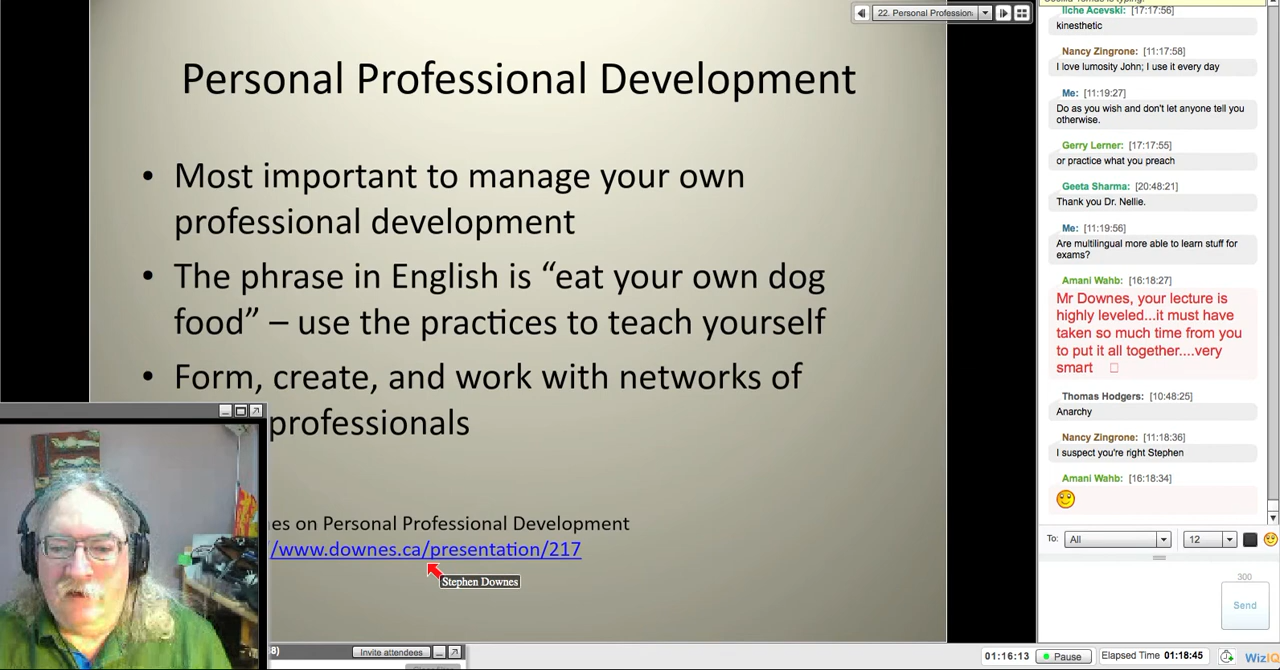 22. Personal Profession
Personal Professional Development
• Most important to manage your own
professional development
• The phrase in English is “eat your own dog
food” – use the practices to teach yourself
• Form, create, and work with networks of
professionals
es on Personal Professional Development
/www.downes.ca/presentation/217
Stephen Downes
Invite attendees
Ilche Acevski: [17:17:56]
kinesthetic
Nancy Zingrone: [11:17:58]
I love lumosity John; I use it every day
Me: [11:19:27]
Do as you wish and don't let anyone tell you
otherwise.
Gerry Lerner: [17:17:55]
or practice what you preach
Geeta Sharma: [20:48:21]
Thank you Dr. Nellie.
Me: [11:19:56]
Are multilingual more able to learn stuff for
exams?
Amani Wahb: [16:18:27]
Mr Downes, your lecture is
highly leveled...it must have
taken so much time from you
to put it all together....very
smart
Thomas Hodgers: [10:48:25]
Anarchy
Nancy Zingrone: [11:18:36]
I suspect you're right Stephen
Amani Wahb: [16:18:34]
To: All 12
300
Send
01:16:13 Pause Elapsed Time 01:18:45 WizIQ